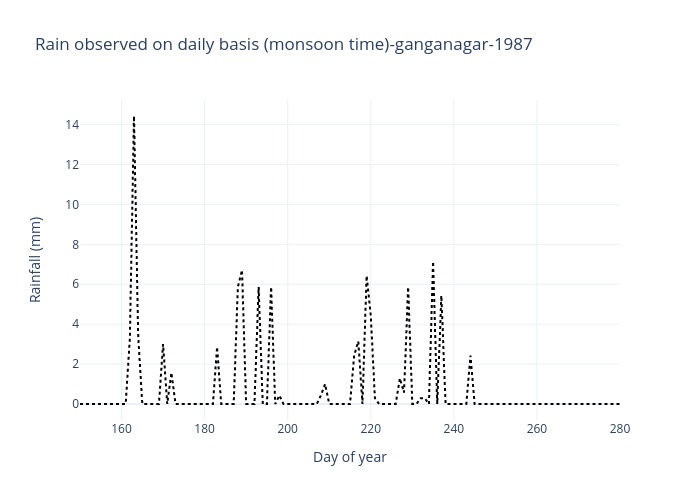 Rain observed on daily basis (monsoon time)-ganganagar-1987
14
12
10
8
6
4
2
0
Rainfall (mm)
160 180 200 220 240 260 280
Day of year